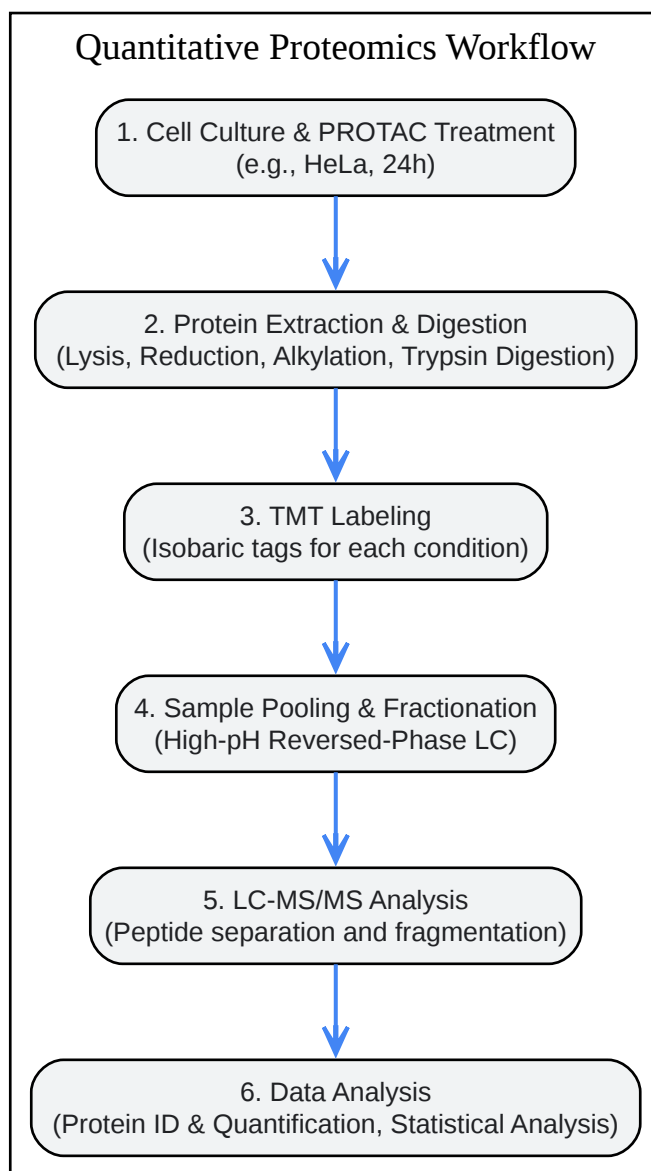 Quantitative Proteomics Workflow
1. Cell Culture & PROTAC Treatment
(e.g., HeLa, 24h)
2. Protein Extraction & Digestion
(Lysis, Reduction, Alkylation, Trypsin Digestion)
3. TMT Labeling
(Isobaric tags for each condition)
4. Sample Pooling & Fractionation
(High-pH Reversed-Phase LC)
5. LC-MS/MS Analysis
(Peptide separation and fragmentation)
6. Data Analysis
(Protein ID & Quantification, Statistical Analysis)